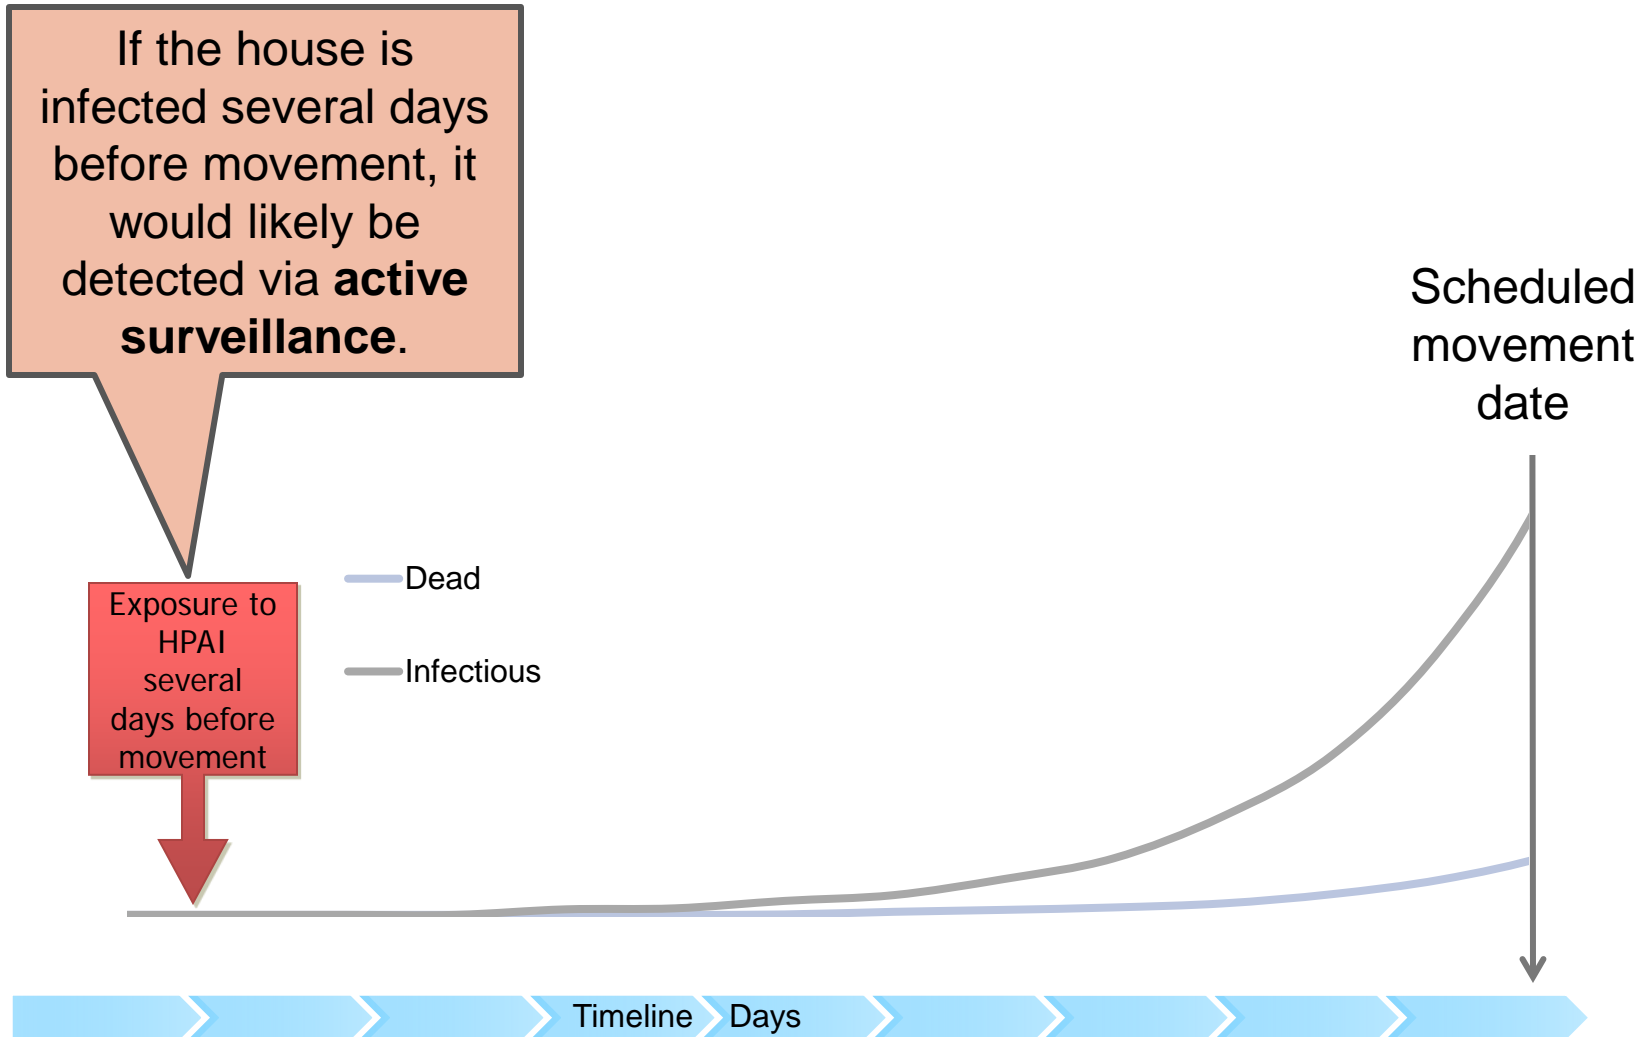 If the house is
infected several days
before movement, it
would likely be
detected via active
surveillance.
Scheduled
movement
date
Exposure to
HPAI
several
days before
movement
Dead
Infectious
Timeline Days